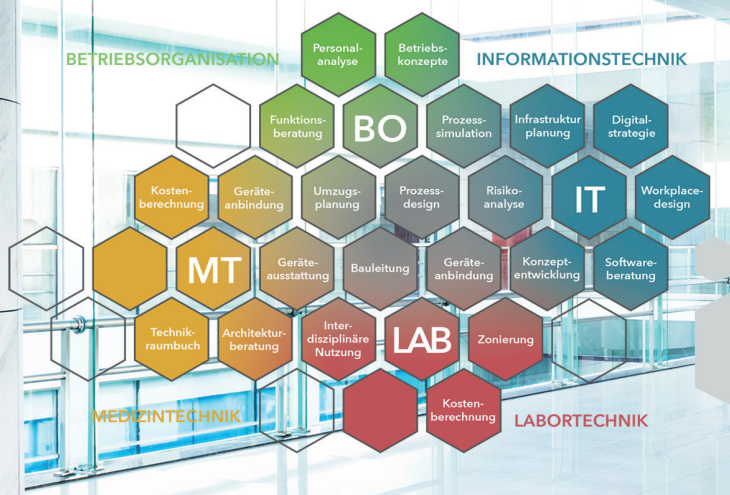 Personal-
analyse
Betriebs-
konzepte
BETRIEBSORGANISATION
INFORMATIONSTECHNIK
Funktions-
beratung
BO
Prozess-
simulation
Infrastruktur
planung
Digital-
strategie
Kosten-
berechnung
Geräte-
anbindung
Umzugs-
planung
Prozess-
design
Risiko-
analyse
IT
Workplace-
design
MT
Geräte-
ausstattung
Bauleitung
Geräte-
anbindung
Konzept-
entwicklung
Software-
beratung
Technik-
raumbuch
Architektur-
beratung
Inter-
disziplinäre
Nutzung
LAB
Zonierung
MEDIZINTECHNIK
Kosten-
berechnung
LABORTECHNIK